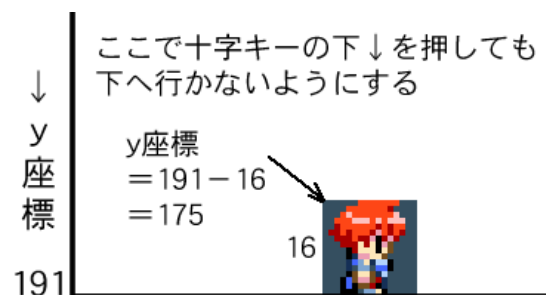 ここで十字キーの下↓を押しても
下へ行かないようにする
↓
y
座
標
y座標
＝191－16
＝175
16
191